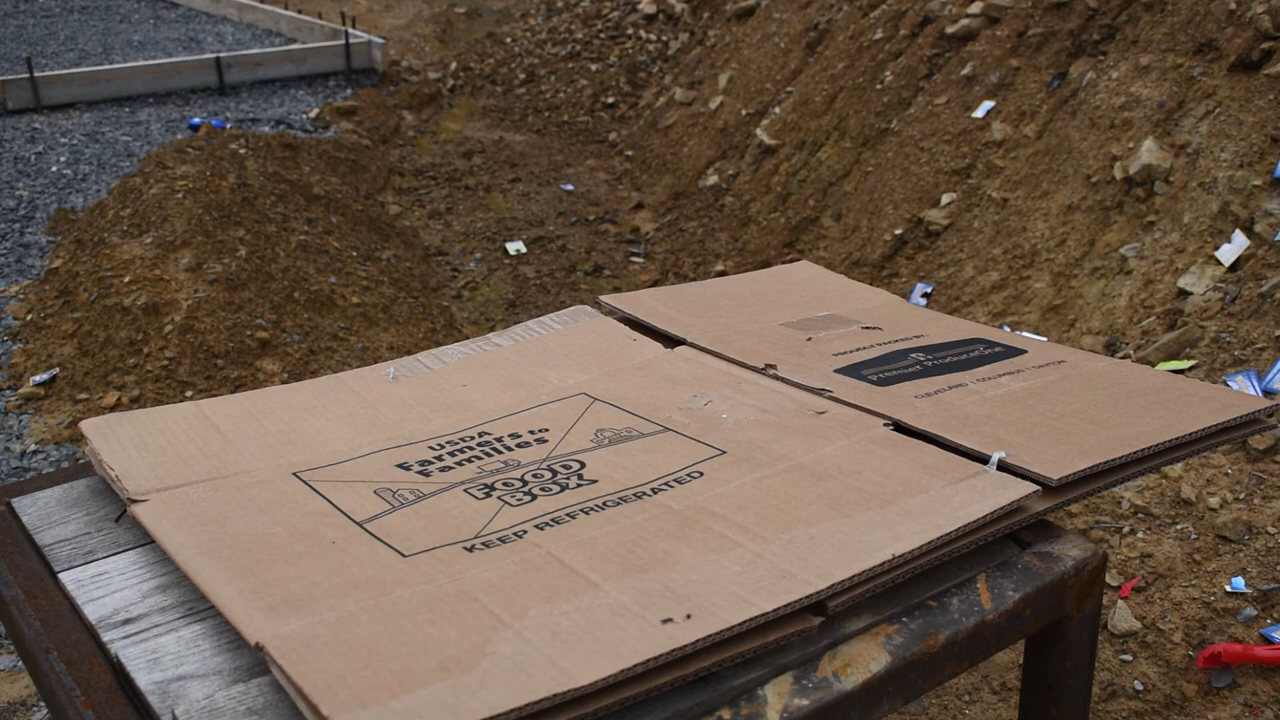 USDA
Farmers to
Families
FOOD
BOX
KEEP REFRIGERATED
PROUDLY PACKED BY:
Premier ProduceOne
CLEVELAND | COLUMBUS | DAYTON